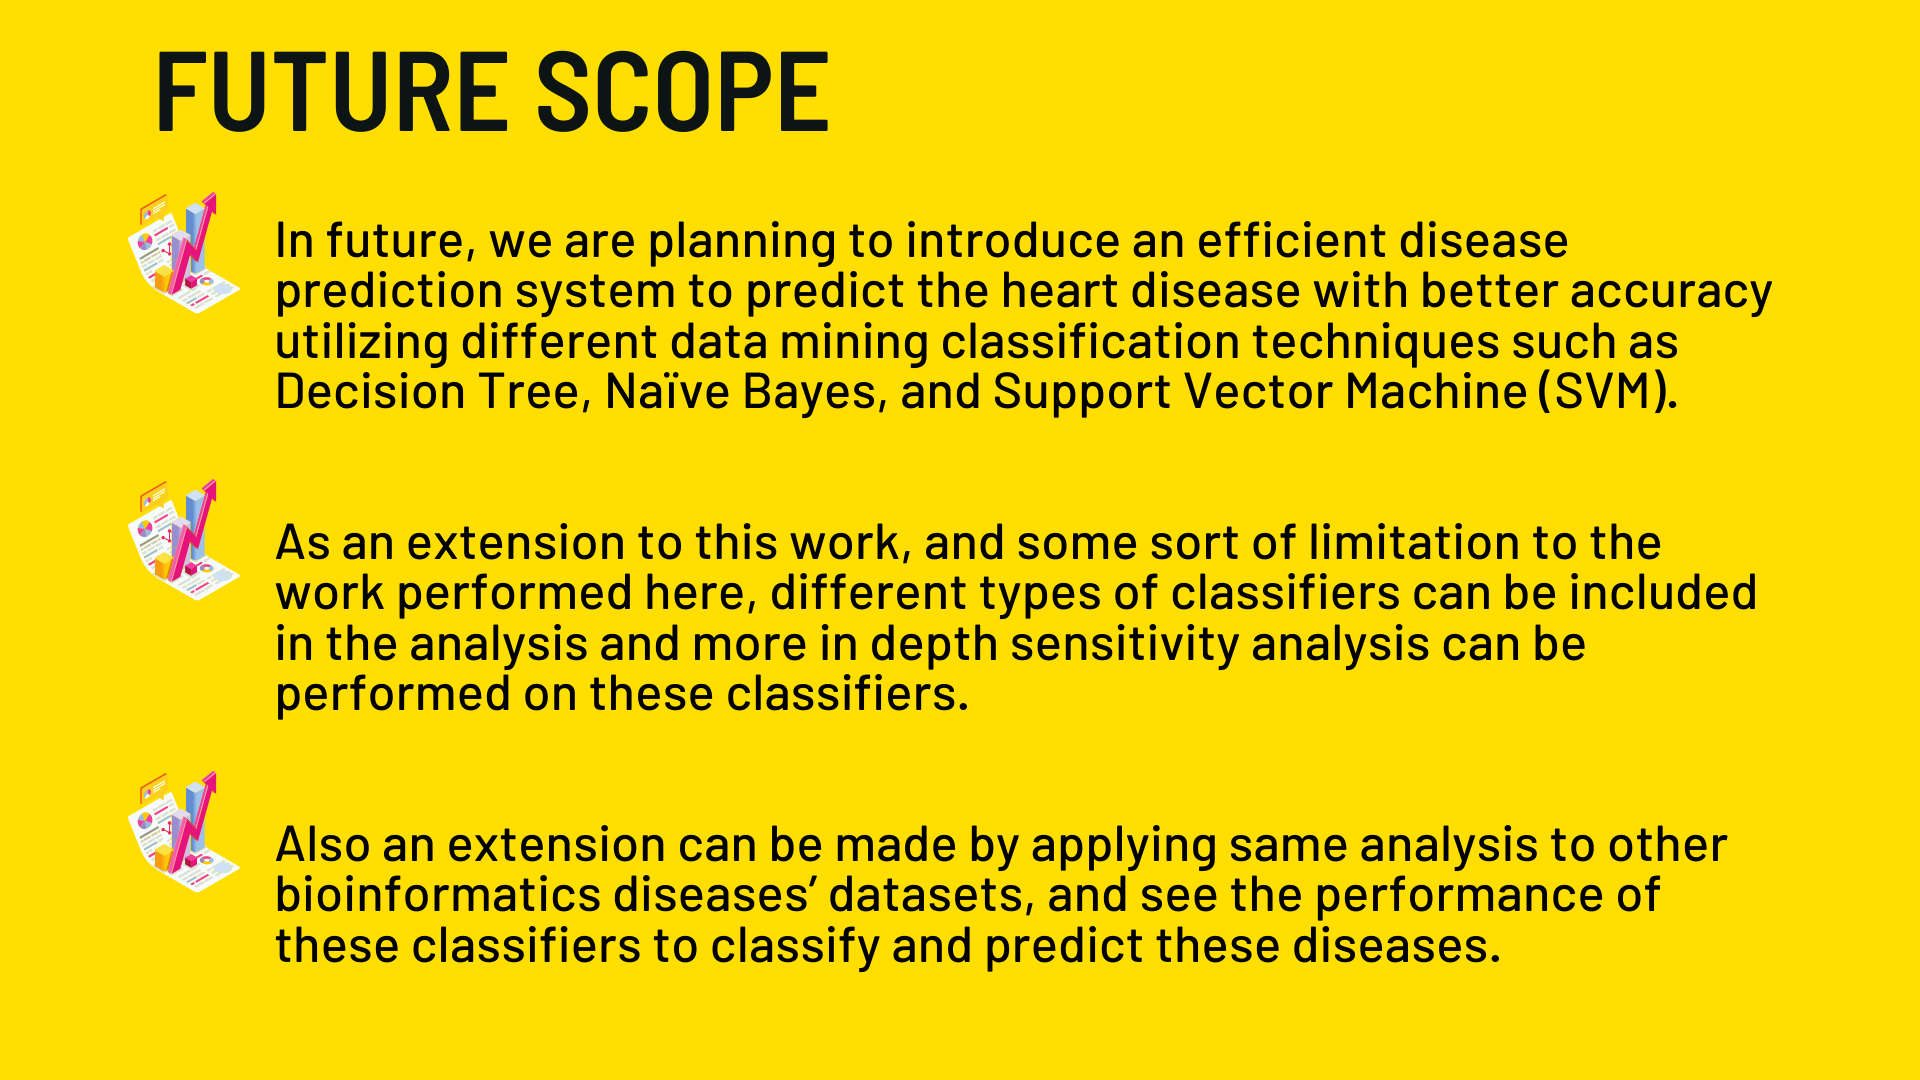 FUTURE SCOPE
In future, we are planning to introduce an efficient disease
prediction system to predict the heart disease with better accuracy
utilizing different data mining classification techniques such as
Decision Tree, Naïve Bayes, and Support Vector Machine (SVM).
As an extension to this work, and some sort of limitation to the
work performed here, different types of classifiers can be included
in the analysis and more in depth sensitivity analysis can be
performed on these classifiers.
Also an extension can be made by applying same analysis to other
bioinformatics diseases’ datasets, and see the performance of
these classifiers to classify and predict these diseases.